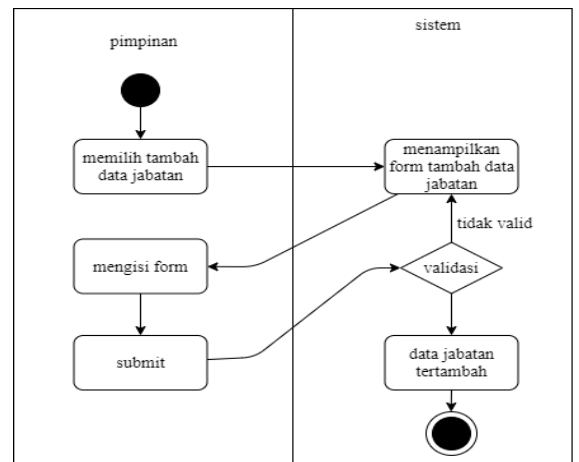 pimpinan
sistem
memilih tambah
data jabatan
menampilkan
form tambah data
jabatan
tidak valid
mengisi form
validasi
submit
data jabatan
tertambah